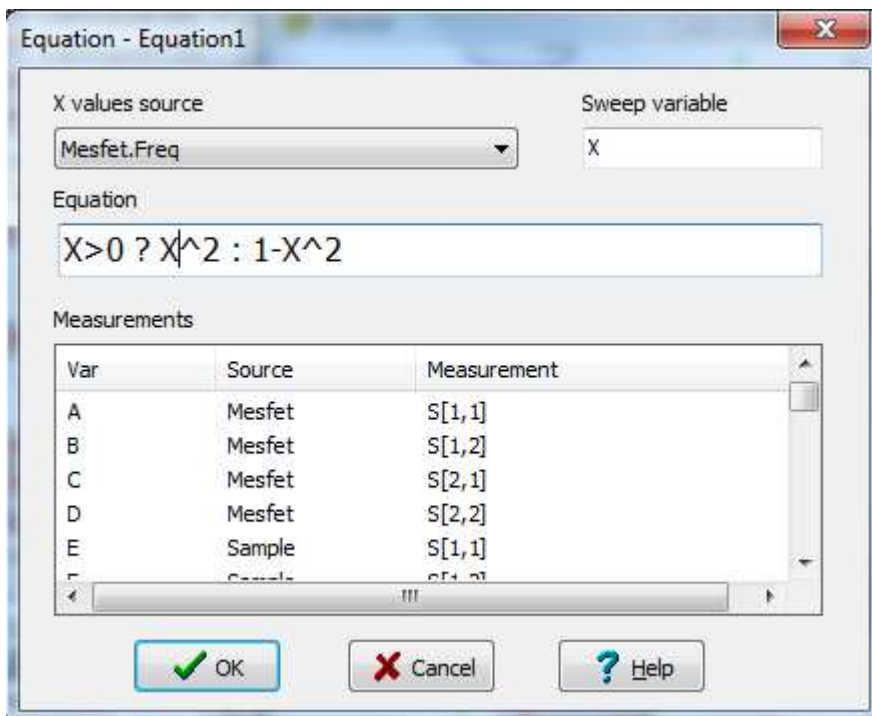 Equation - Equation1
X values source Sweep variable
Mesfet.Freq X
Equation
X>0 ? X^2 : 1-X^2
Measurements
Var Source Measurement
A Mesfet S[1,1]
B Mesfet S[1,2]
C Mesfet S[2,1]
D Mesfet S[2,2]
E Sample S[1,1]
OK Cancel Help